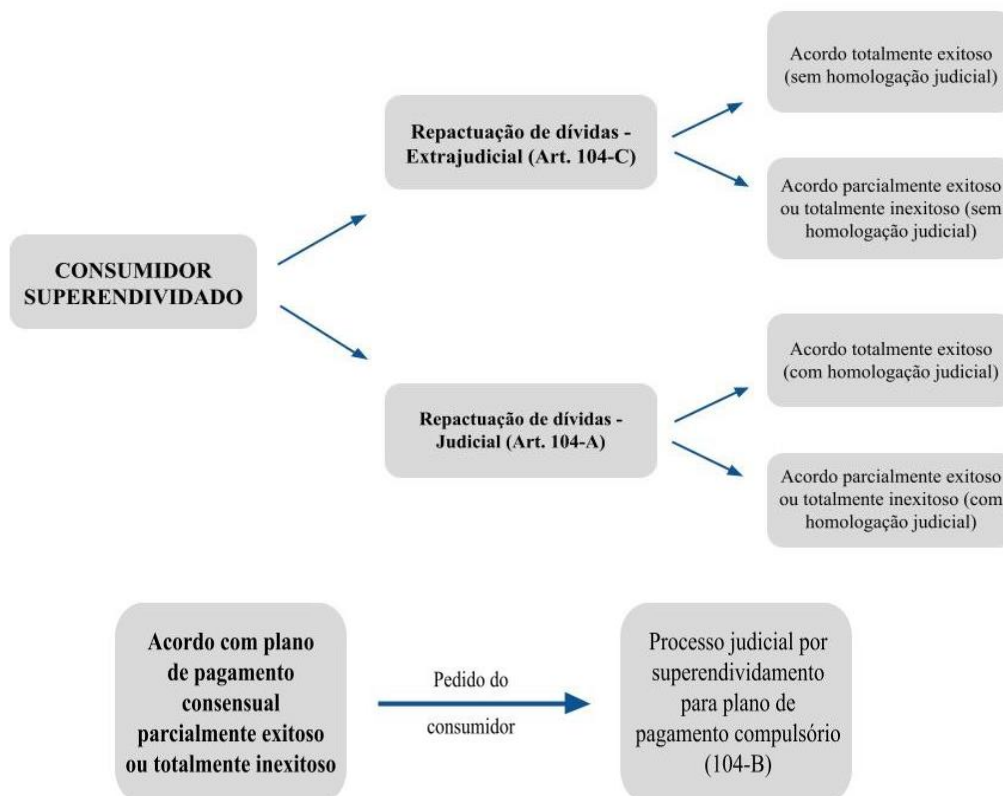 Acordo totalmente exitoso
(sem homologação judicial)
Repactuação de dívidas -
Extrajudicial (Art. 104-C)
Acordo parcialmente exitoso
ou totalmente inexitoso (sem
homologação judicial)
CONSUMIDOR
SUPERENDIVIDADO
Acordo totalmente exitoso
(com homologação judicial)
Repactuação de dívidas -
Judicial (Art. 104-A)
Acordo parcialmente exitoso
ou totalmente inexitoso (com
homologação judicial)
Acordo com plano
de pagamento
consensual
parcialmente exitoso
ou totalmente inexitoso
Pedido do
consumidor
Processo judicial por
superendividamento
para plano de
pagamento compulsório
(104-B)